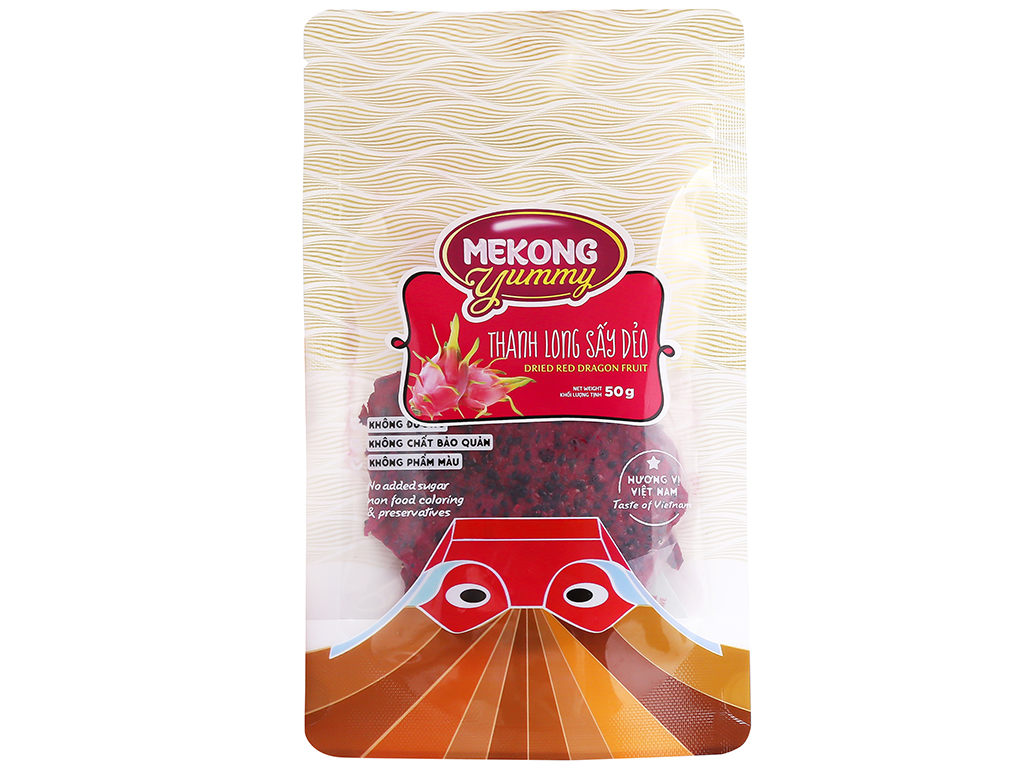 MEKONG
Yummy
THANH LONG SẤY DẺO
DRIED RED DRAGON FRUIT
NET WEIGHT
KHỐI LƯỢNG TỊNH 50g
KHÔNG
KHÔNG CHẤT BẢO QUẢN
KHÔNG PHẨM MÀU
No added sugar
non food coloring
& preservatives
HƯƠNG VỊ
VIỆT NAM
Taste of Vietnam